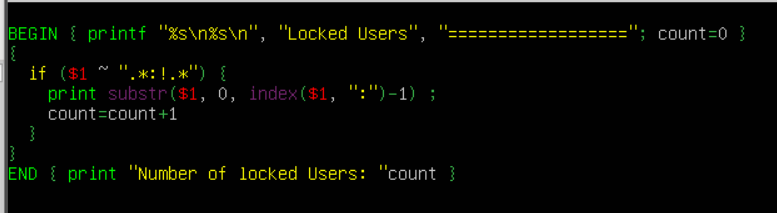 BEGIN { printf "%s\n%s\n", "Locked Users", "=================="; count=0 }
{
  if ($1 ~ ".*:!.*") {
    print substr($1, 0, index($1, ":")-1) ;
    count=count+1
  }
}
END { print "Number of locked Users: "count }